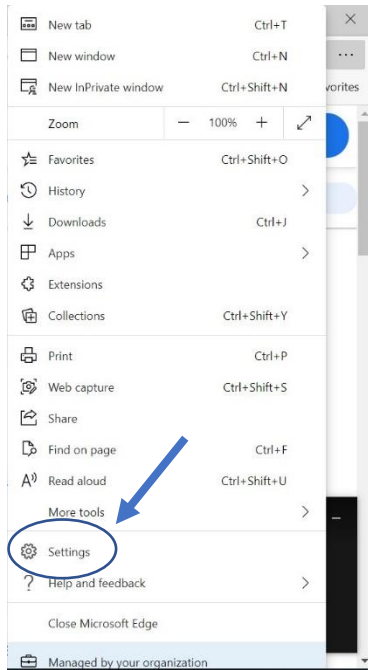 New tab Ctrl+T
New window Ctrl+N
New InPrivate window Ctrl+Shift+N
vorites
Zoom — 100% +
Favorites Ctrl+Shift+O
History
Downloads Ctrl+J
Apps
Extensions
Collections Ctrl+Shift+Y
Print Ctrl+P
Web capture Ctrl+Shift+S
Share
Find on page Ctrl+F
Read aloud Ctrl+Shift+U
More tools
Settings
Help and feedback
Close Microsoft Edge
Managed by your organization